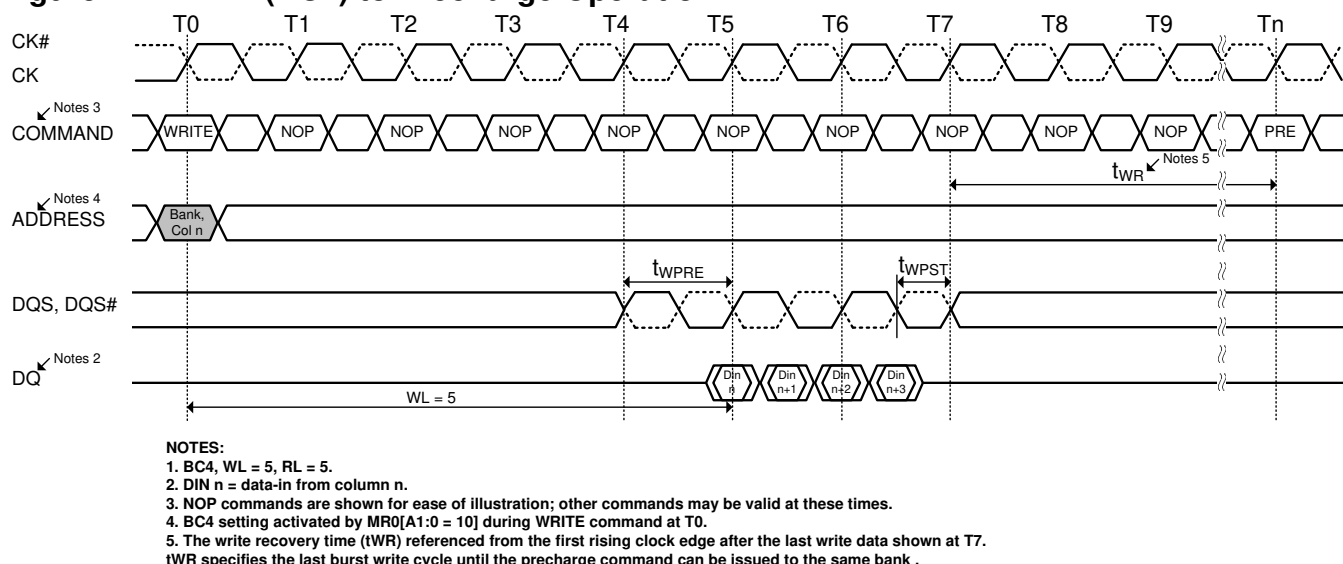 T0 T1 T2 T3 T4 T5 T6 T7 T8 T9 Tn
CK#
CK
Notes 3
COMMAND WRITE NOP NOP NOP NOP NOP NOP NOP NOP NOP PRE
tWR Notes 5
Notes 4
ADDRESS Bank, Col n
tWPRE tWPST
DQS, DQS#
Notes 2
DQ Din n Din n+1 Din n+2 Din n+3
WL = 5
NOTES:
1. BC4, WL = 5, RL = 5.
2. DIN n = data-in from column n.
3. NOP commands are shown for ease of illustration; other commands may be valid at these times.
4. BC4 setting activated by MR0[A1:0 = 10] during WRITE command at T0.
5. The write recovery time (tWR) referenced from the first rising clock edge after the last write data shown at T7.
tWR specifies the last burst write cycle until the precharge command can be issued to the same bank .